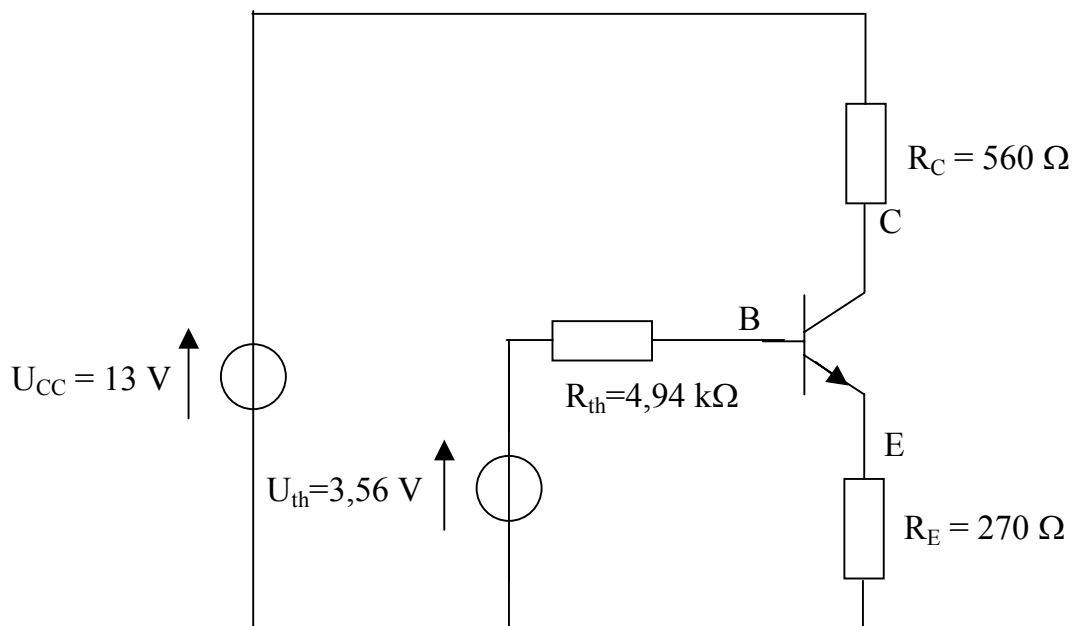 R_C = 560 Ω
C
B
U_CC = 13 V
R_th=4,94 kΩ
E
U_th=3,56 V
R_E = 270 Ω